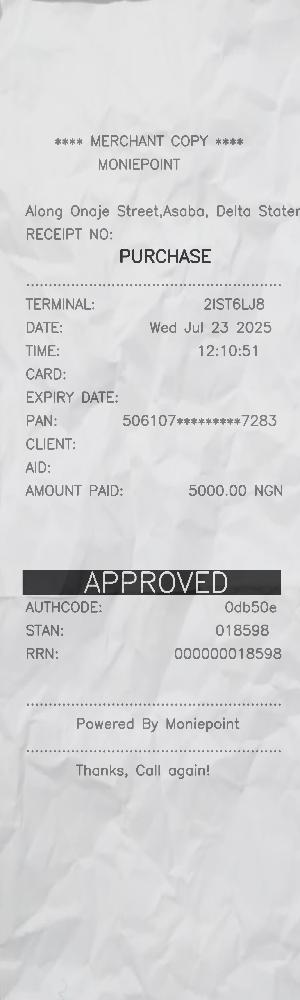 **** MERCHANT COPY ****
MONIEPOINT
Along Onaje Street,Asaba, Delta Stater
RECEIPT NO:
PURCHASE
TERMINAL: 2IST6LJ8
DATE: Wed Jul 23 2025
TIME: 12:10:51
CARD:
EXPIRY DATE:
PAN: 506107*********7283
CLIENT:
AID:
AMOUNT PAID: 5000.00 NGN
APPROVED
AUTHCODE: 0db50e
STAN: 018598
RRN: 000000018598
Powered By Moniepoint
Thanks, Call again!